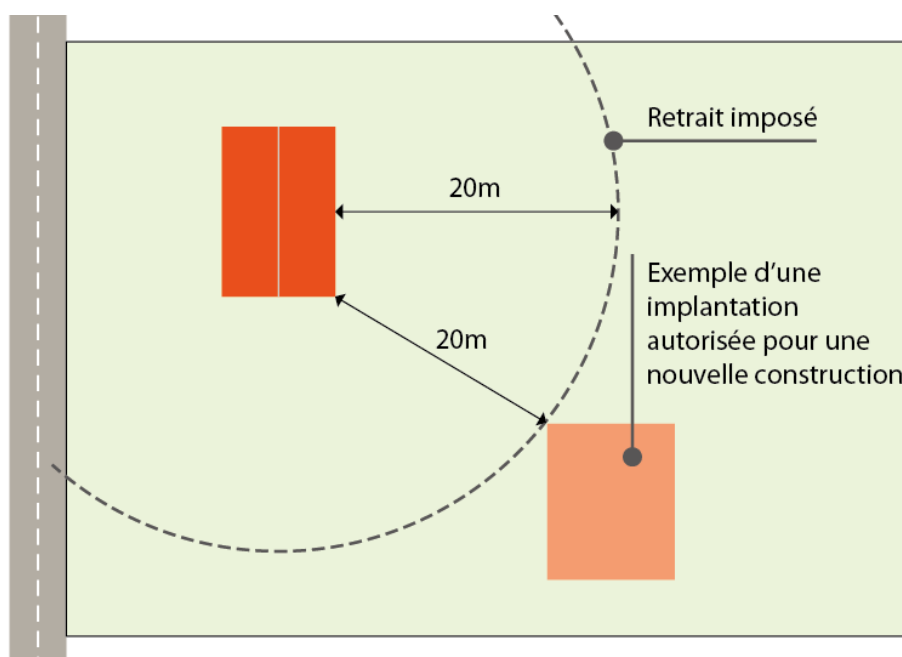 Retrait imposé
20m
Exemple d’une
implantation
autorisée pour une
nouvelle construction
20m